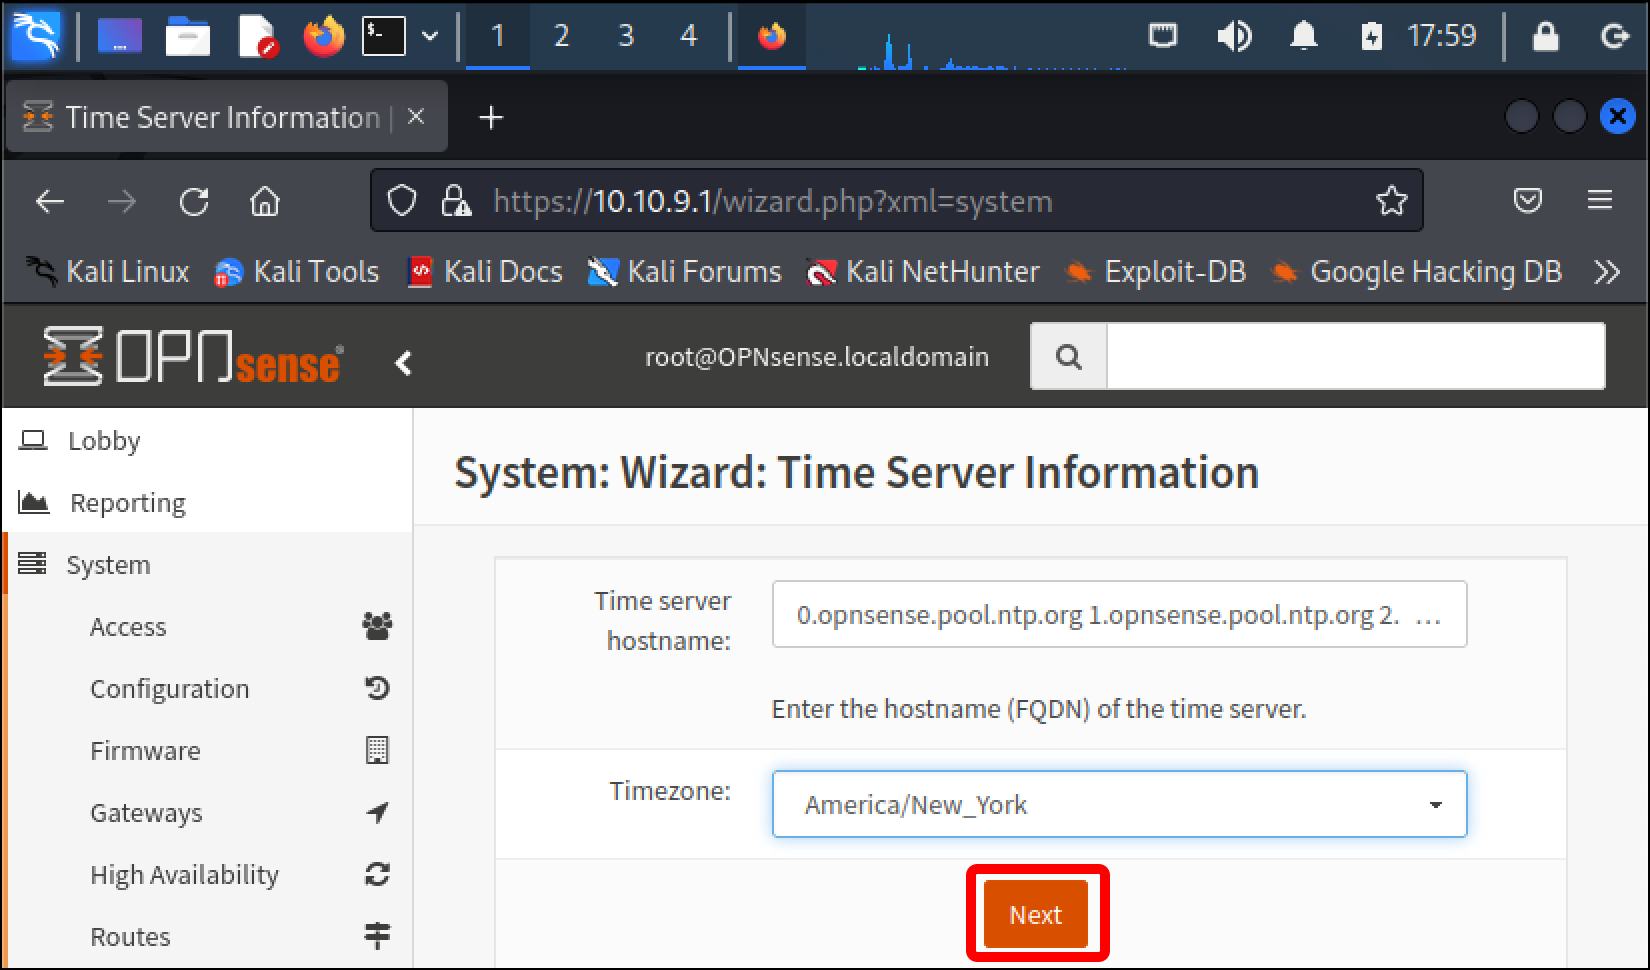 $-
1 2 3 4
17:59
Time Server Information |
https://10.10.9.1/wizard.php?xml=system
Kali Linux Kali Tools Kali Docs Kali Forums Kali NetHunter Exploit-DB Google Hacking DB
OPNsense®
root@OPNsense.localdomain
Lobby
Reporting
System
Access
Configuration
Firmware
Gateways
High Availability
Routes
System: Wizard: Time Server Information
Time server
hostname:
0.opnsense.pool.ntp.org 1.opnsense.pool.ntp.org 2. ...
Enter the hostname (FQDN) of the time server.
Timezone:
America/New_York
Next